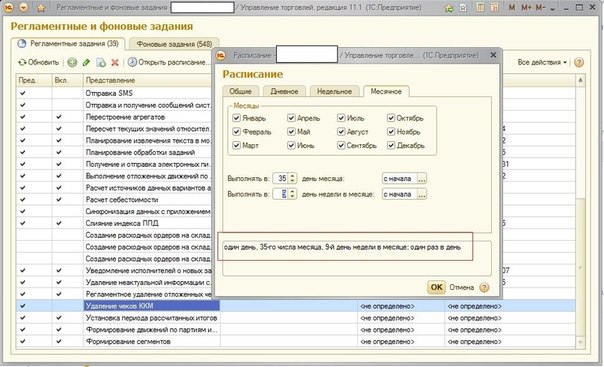 Регламентные и фоновые задания
/ Управление торговлей, редакция 11.1 (1С:Предприятие)
M M+ M-
Регламентные и фоновые задания
Регламентные задания (39)
Фоновые задания (548)
Обновить
Открыть расписание...
Все действия
Пред.
Вкл.
Представление
Отправка SMS
Отправка и получение сообщений сист...
Перестроение агрегатов
Пересчет текущих значений относител...
Планирование извлечения текста в мо...
Планирование обработки заданий
Получение и отправка электронных пи...
Выполнение отложенных движений по ...
Расчет источников данных вариантов а
Расчет себестоимости
Синхронизация данных с приложением...
Слияние индекса ППД
Создание расходных ордеров на склад.
Создание расходных ордеров на склад.
Создание расходных ордеров на склад.
Уведомление исполнителей о новых за
Удаление неактуальной информации с
Регламентное удаление отложенных че
Удаление чеков ККМ
<не определено>
<не определено>
Установка периода рассчитанных итогов
<не определено>
<не определено>
Формирование движений по партиям и...
<не определено>
<не определено>
Формирование сегментов
<не определено>
<не определено>
Расписание -
/ Управление торговле... (1С:Предприятие)
Расписание
Общие
Дневное
Недельное
Месячное
Месяцы
Январь
Апрель
Июль
Октябрь
Февраль
Май
Август
Ноябрь
Март
Июнь
Сентябрь
Декабрь
Выполнять в: 35 день месяца: с начала ...
Выполнять в: 9 день недели в месяце: с начала ...
один день, 35-го числа месяца, 9-й день недели в месяце; один раз в день
OK
Отмена